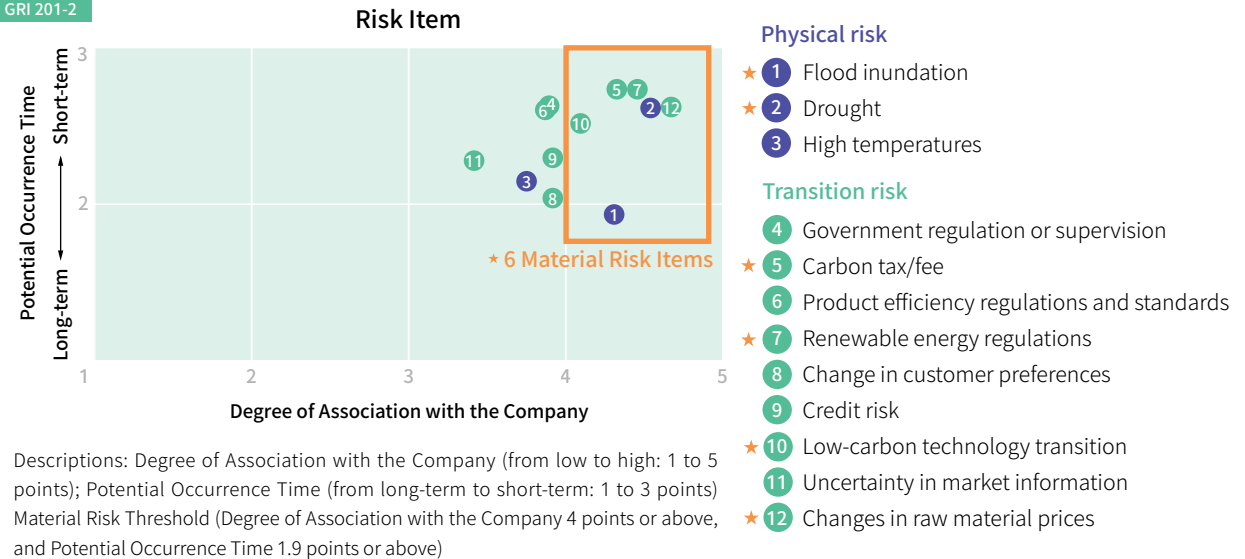 GRI 201-2
Risk Item
Potential Occurrence Time
Long-term
Short-term
3
2
5
7
4
6
2
12
10
11
9
3
8
1
★ 6 Material Risk Items
1
2
3
4
5
Degree of Association with the Company
Descriptions: Degree of Association with the Company (from low to high: 1 to 5
points); Potential Occurrence Time (from long-term to short-term: 1 to 3 points)
Material Risk Threshold (Degree of Association with the Company 4 points or above,
and Potential Occurrence Time 1.9 points or above)
Physical risk
★ 1 Flood inundation
★ 2 Drought
3 High temperatures
Transition risk
4 Government regulation or supervision
★ 5 Carbon tax/fee
6 Product efficiency regulations and standards
★ 7 Renewable energy regulations
8 Change in customer preferences
9 Credit risk
★ 10 Low-carbon technology transition
11 Uncertainty in market information
★ 12 Changes in raw material prices